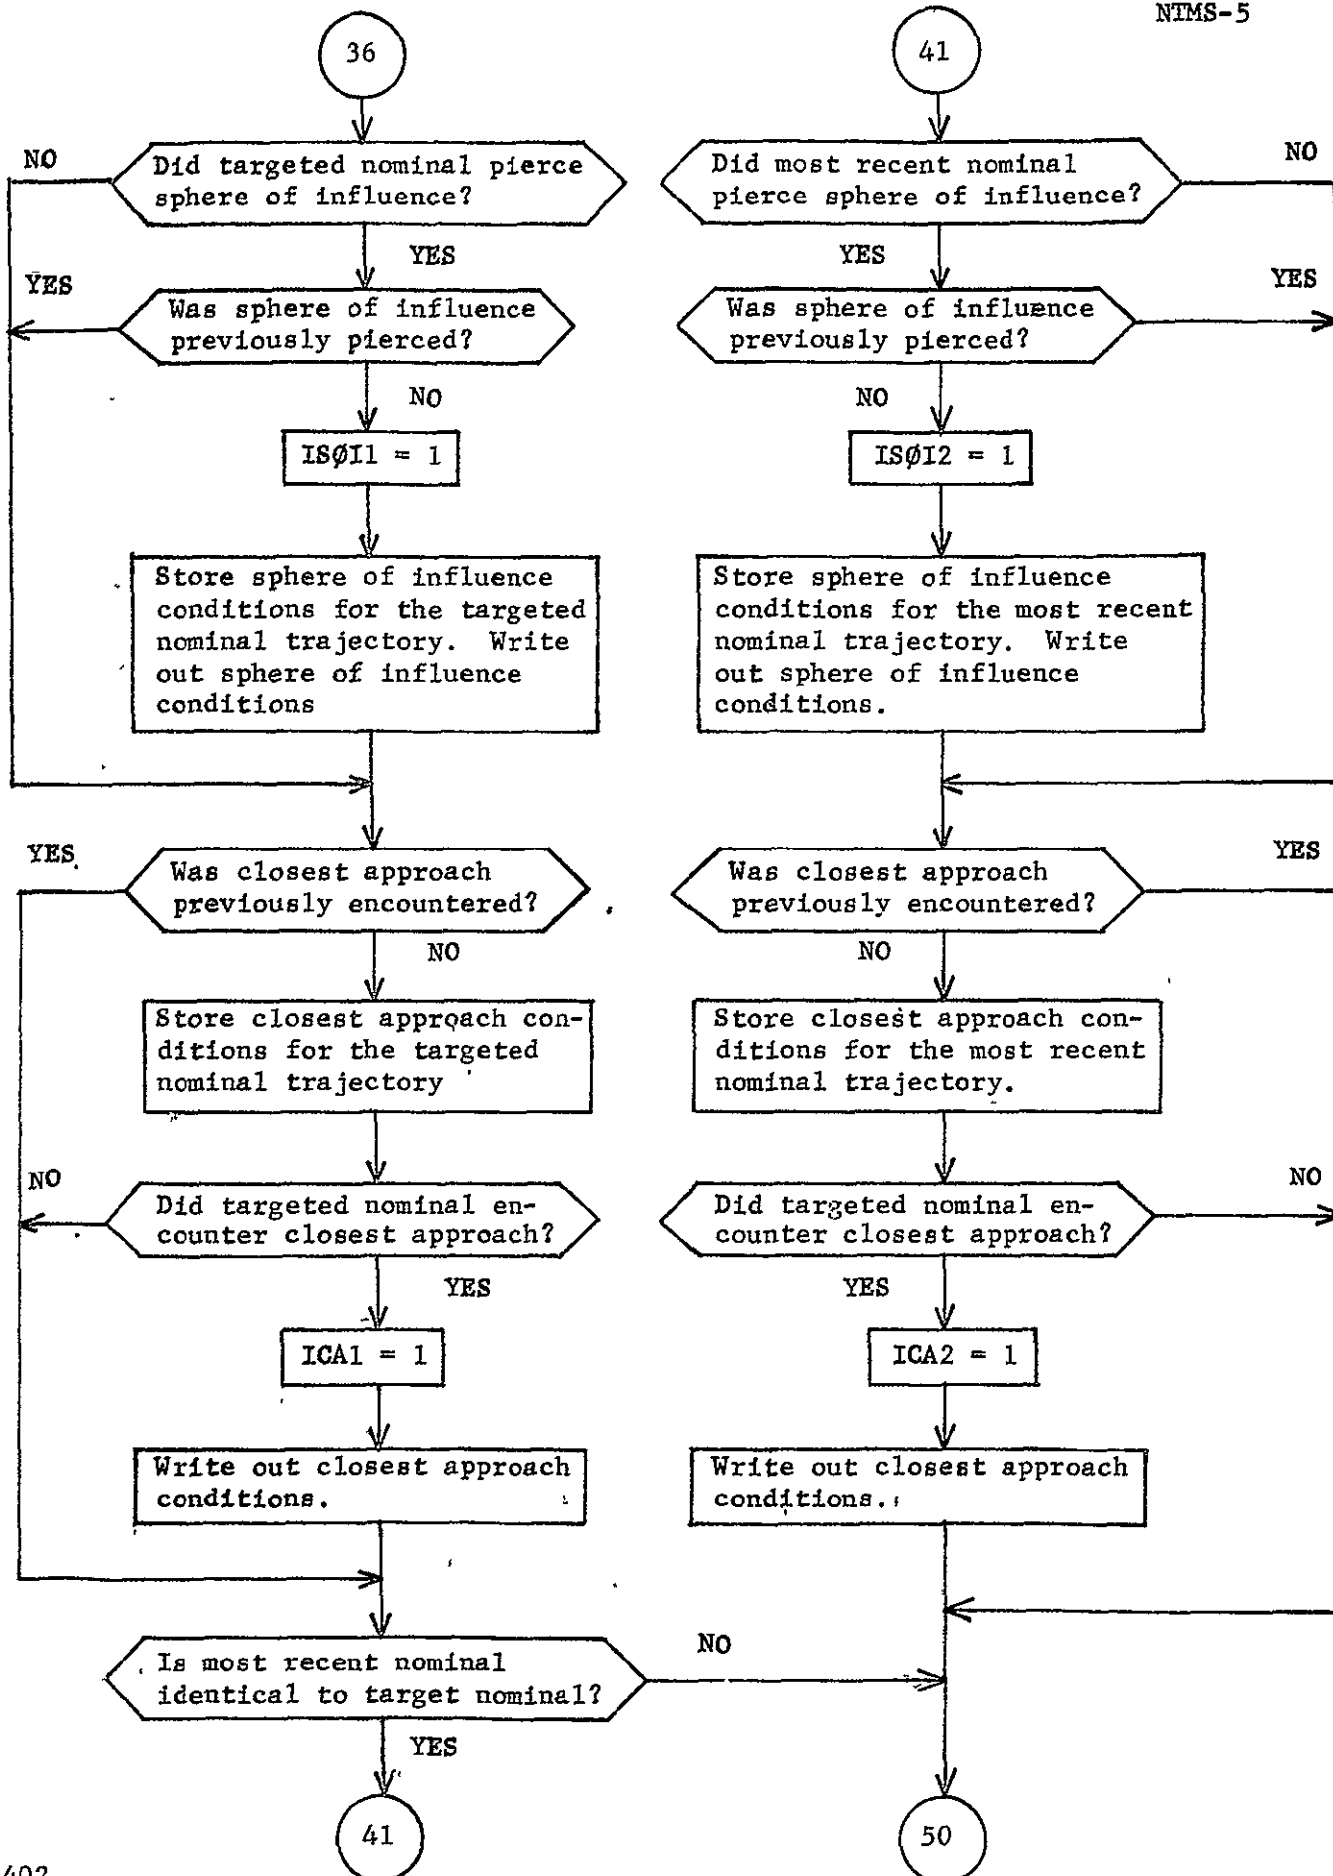 NTMS-5
36
NO
Did targeted nominal pierce
sphere of influence?
YES
YES
Was sphere of influence
previously pierced?
NO
ISØI1 = 1
Store sphere of influence
conditions for the targeted
nominal trajectory. Write
out sphere of influence
conditions
YES
Was closest approach
previously encountered?
NO
Store closest approach con-
ditions for the targeted
nominal trajectory
NO
Did targeted nominal en-
counter closest approach?
YES
ICA1 = 1
Write out closest approach
conditions.
Is most recent nominal
identical to target nominal?
NO
YES
41
41
Did most recent nominal
pierce sphere of influence?
NO
YES
Was sphere of influence
previously pierced?
YES
NO
ISØI2 = 1
Store sphere of influence
conditions for the most recent
nominal trajectory. Write
out sphere of influence
conditions.
Was closest approach
previously encountered?
YES
NO
Store closest approach con-
ditions for the most recent
nominal trajectory.
Did targeted nominal en-
counter closest approach?
NO
YES
ICA2 = 1
Write out closest approach
conditions.
50
402